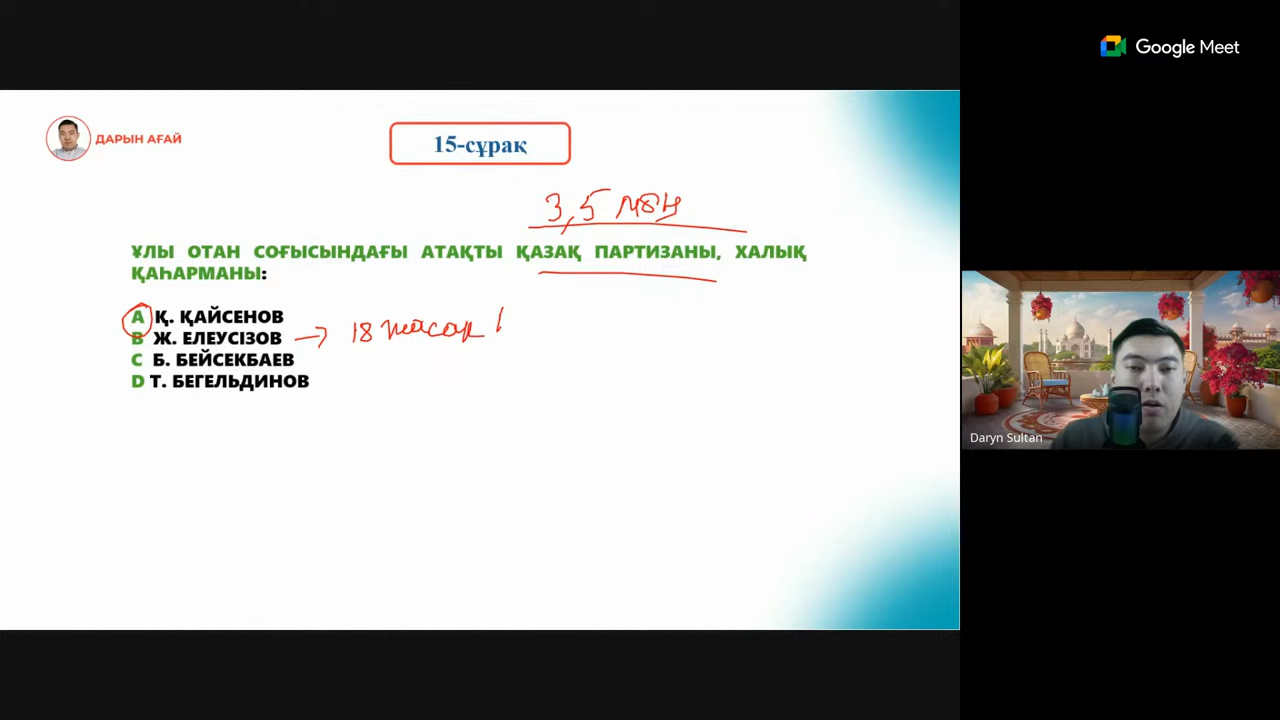 Google Meet
ДАРЫН АҒАЙ
15-сұрақ
3,5 мың
ҰЛЫ ОТАН СОҒЫСЫНДАҒЫ АТАҚТЫ ҚАЗАҚ ПАРТИЗАНЫ, ХАЛЫҚ
ҚАҺАРМАНЫ:
A Қ. ҚАЙСЕНОВ
B Ж. ЕЛЕУСІЗОВ
18 жасар
C Б. БЕЙСЕКБАЕВ
D Т. БЕГЕЛЬДИНОВ
Daryn Sultan